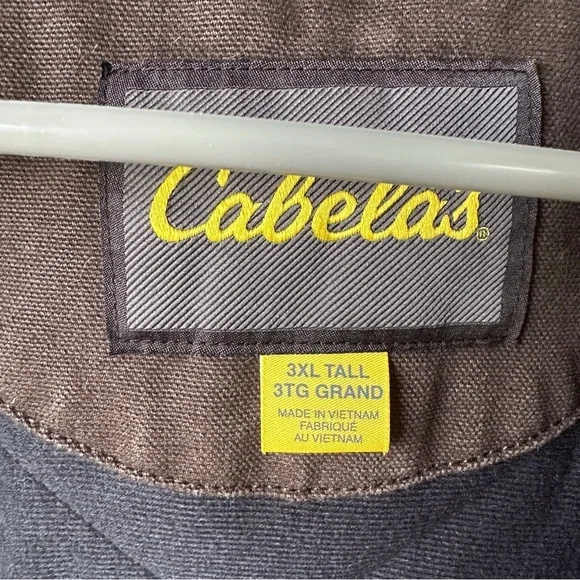 Cabela's
3XL TALL
3TG GRAND
MADE IN VIETNAM
FABRIQUÉ
AU VIETNAM